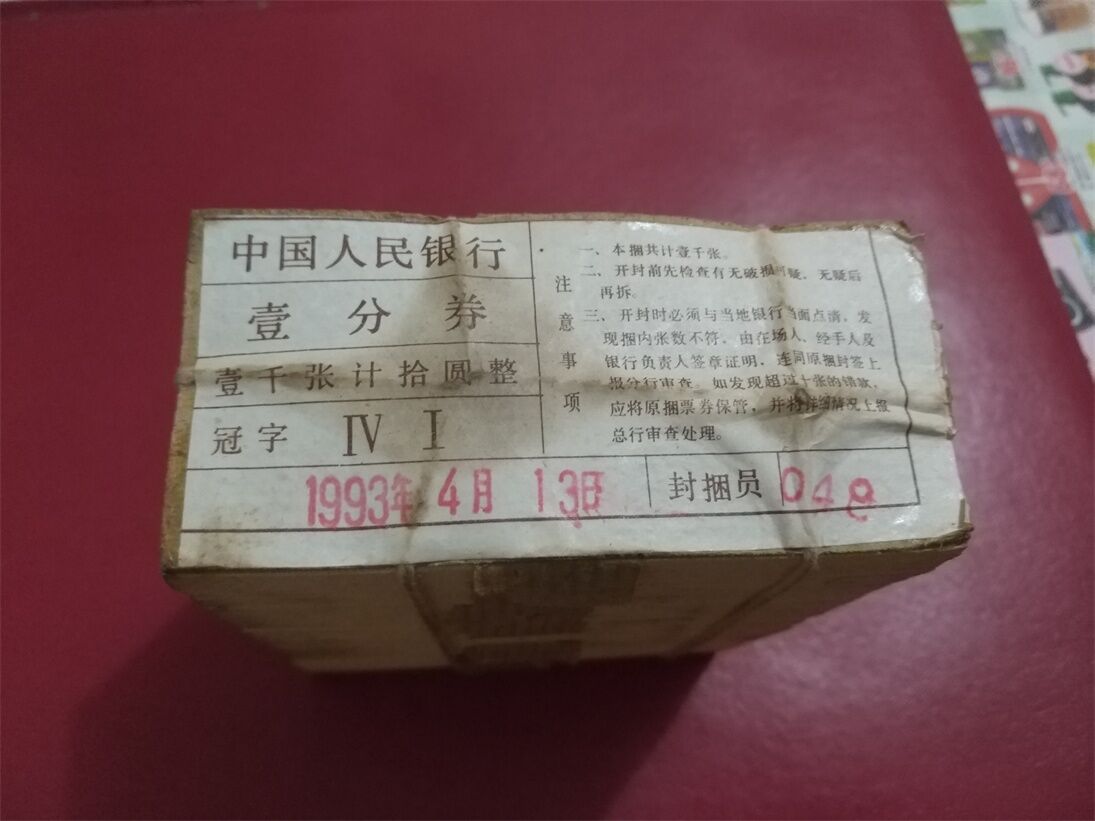 中国人民银行
壹分券
壹千张计拾圆整
冠字 IV I
1993年 4月 13日
封捆员 048
注意事项
一、本捆共计壹千张。
二、开封前先检查有无破损可疑，无疑后
再拆。
三、开封时必须与当地银行当面点清，发
现捆内张数不符，由在场人、经手人及
银行负责人签章证明，连同原捆封签上
报分行审查。如发现超过十张的错款，
应将原捆票券保管，并将详细情况上报
总行审查处理。